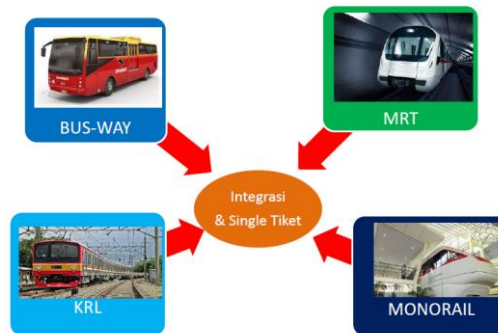 BUS-WAY
MRT
Integrasi
& Single Tiket
KRL
MONORAIL